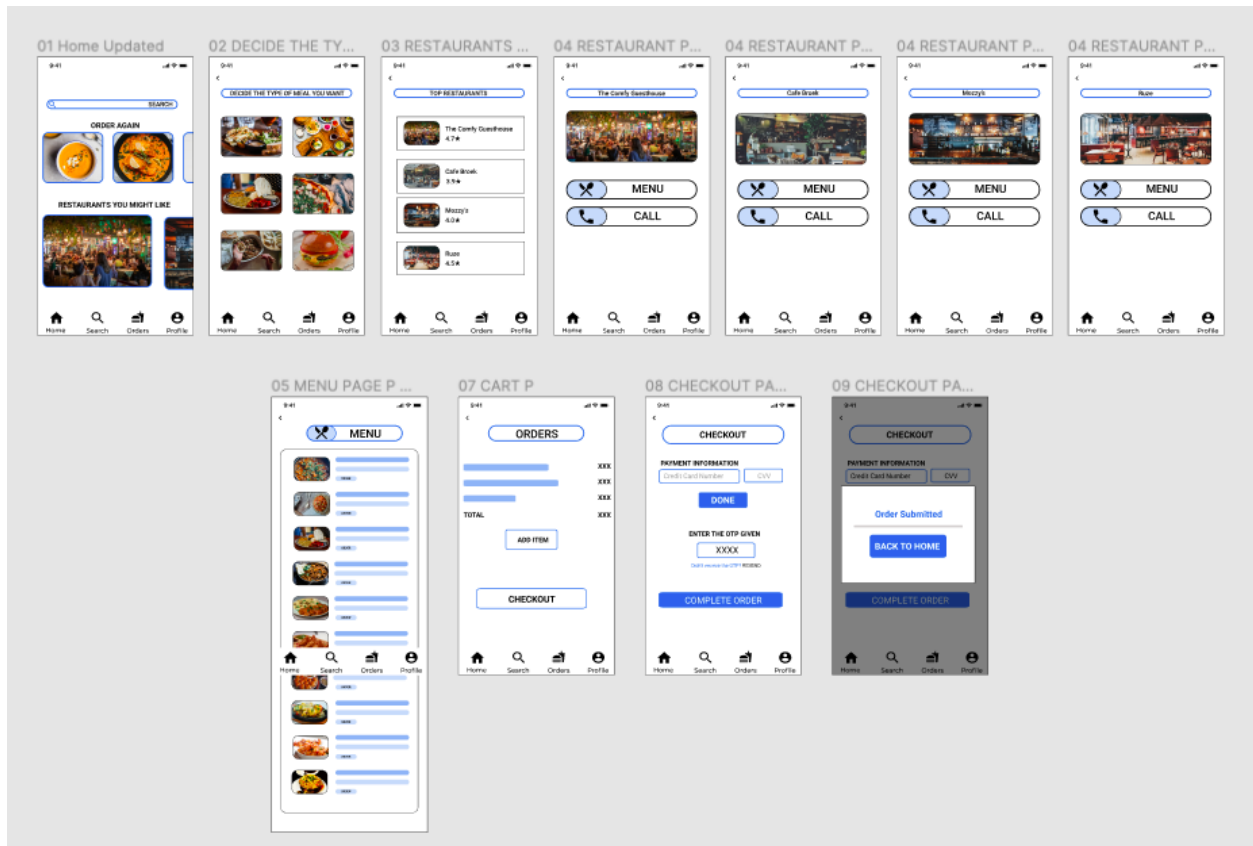 01 Home Updated
02 DECIDE THE TY...
03 RESTAURANTS ...
04 RESTAURANT P...
04 RESTAURANT P...
04 RESTAURANT P...
04 RESTAURANT P...
9:41
SEARCH
ORDER AGAIN
RESTAURANTS YOU MIGHT LIKE
Home Search Orders Profile
9:41
DECIDE THE TYPE OF MEAL YOU WANT
Home Search Orders Profile
9:41
TOP RESTAURANTS
The Comfy Guesthouse
4.7★
Cafe Broek
3.9★
Mozzy's
4.0★
Ruze
4.5★
Home Search Orders Profile
9:41
The Comfy Guesthouse
MENU
CALL
Home Search Orders Profile
9:41
Cafe Broek
MENU
CALL
Home Search Orders Profile
9:41
Mozzy's
MENU
CALL
Home Search Orders Profile
9:41
Ruze
MENU
CALL
Home Search Orders Profile
05 MENU PAGE P ...
07 CART P
08 CHECKOUT PA...
09 CHECKOUT PA...
9:41
MENU
Home Search Orders Profile
9:41
ORDERS
XXX
XXX
XXX
TOTAL XXX
ADD ITEM
CHECKOUT
Home Search Orders Profile
9:41
CHECKOUT
PAYMENT INFORMATION
Credit Card Number CVV
DONE
ENTER THE OTP GIVEN
XXXX
RESEND
COMPLETE ORDER
Home Search Orders Profile
9:41
CHECKOUT
PAYMENT INFORMATION
Credit Card Number CVV
Order Submitted
BACK TO HOME
COMPLETE ORDER
Home Search Orders Profile